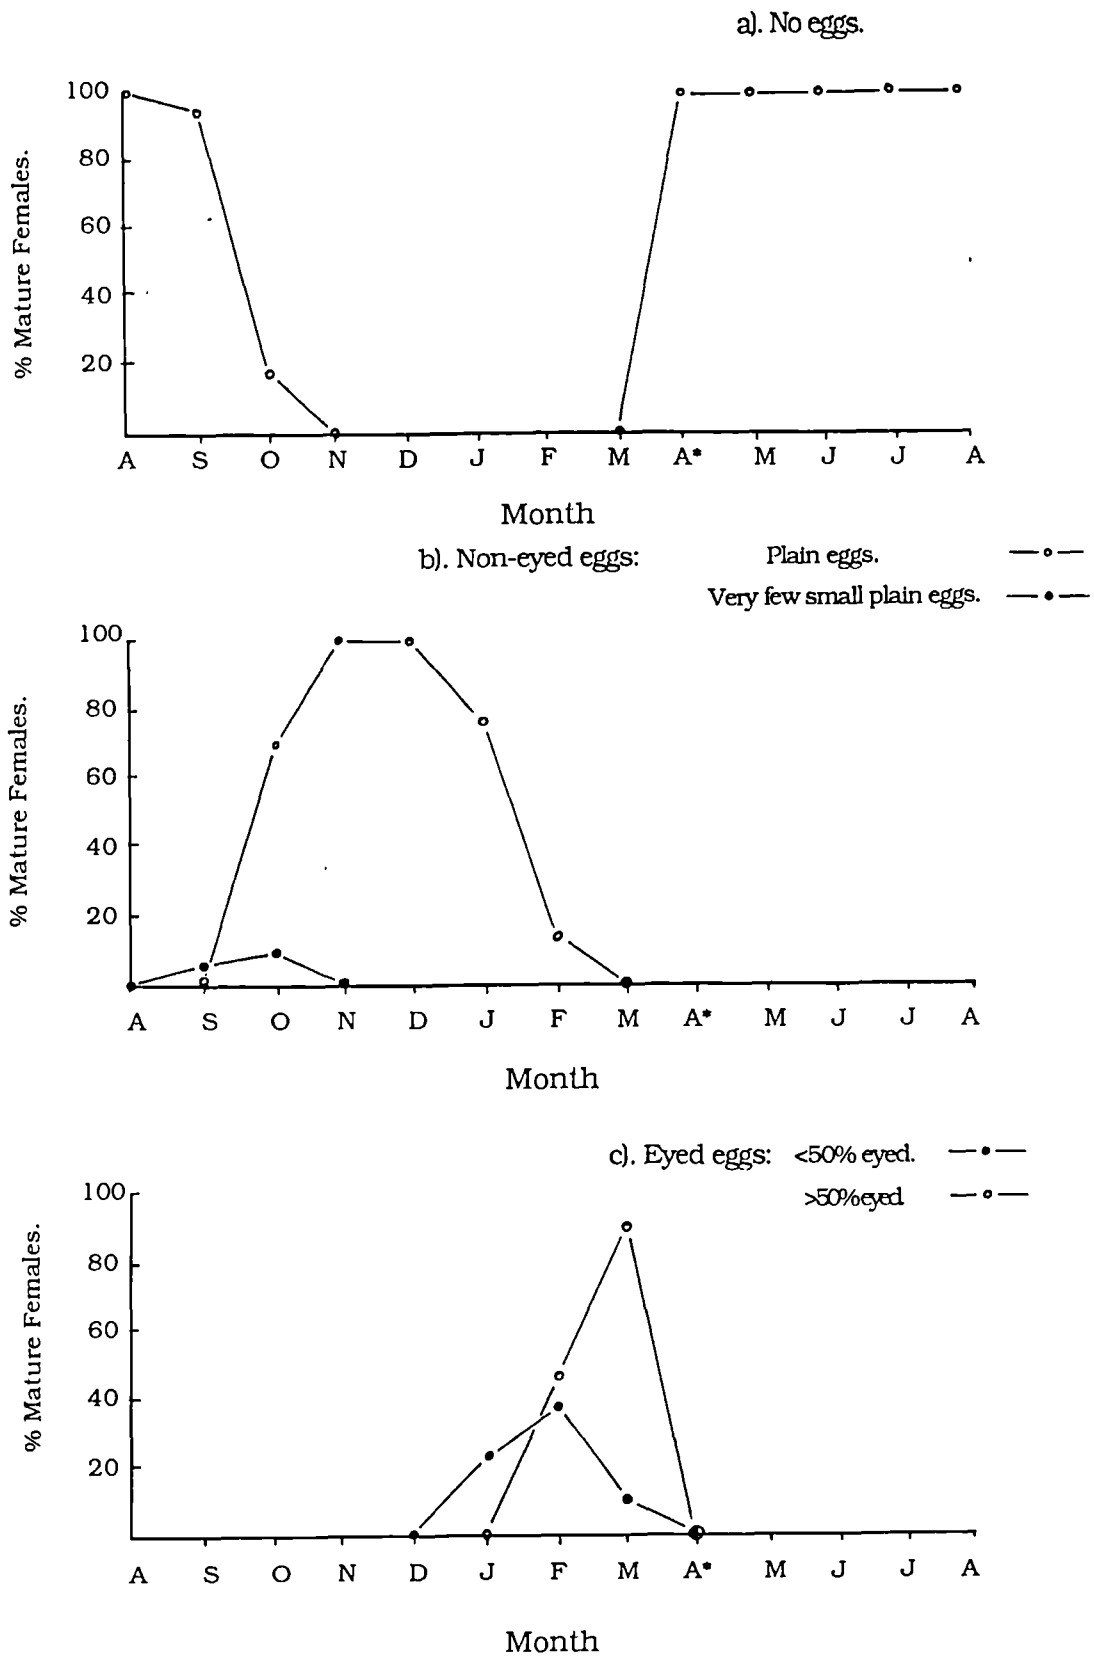 a). No eggs.
100
80
60
40
20
% Mature Females.
A S O N D J F M A* M J J A
Month
b). Non-eyed eggs: Plain eggs.
Very few small plain eggs.
100
80
60
40
20
% Mature Females.
A S O N D J F M A* M J J A
Month
c). Eyed eggs: <50% eyed.
>50% eyed
100
80
60
40
20
% Mature Females.
A S O N D J F M A* M J J A
Month